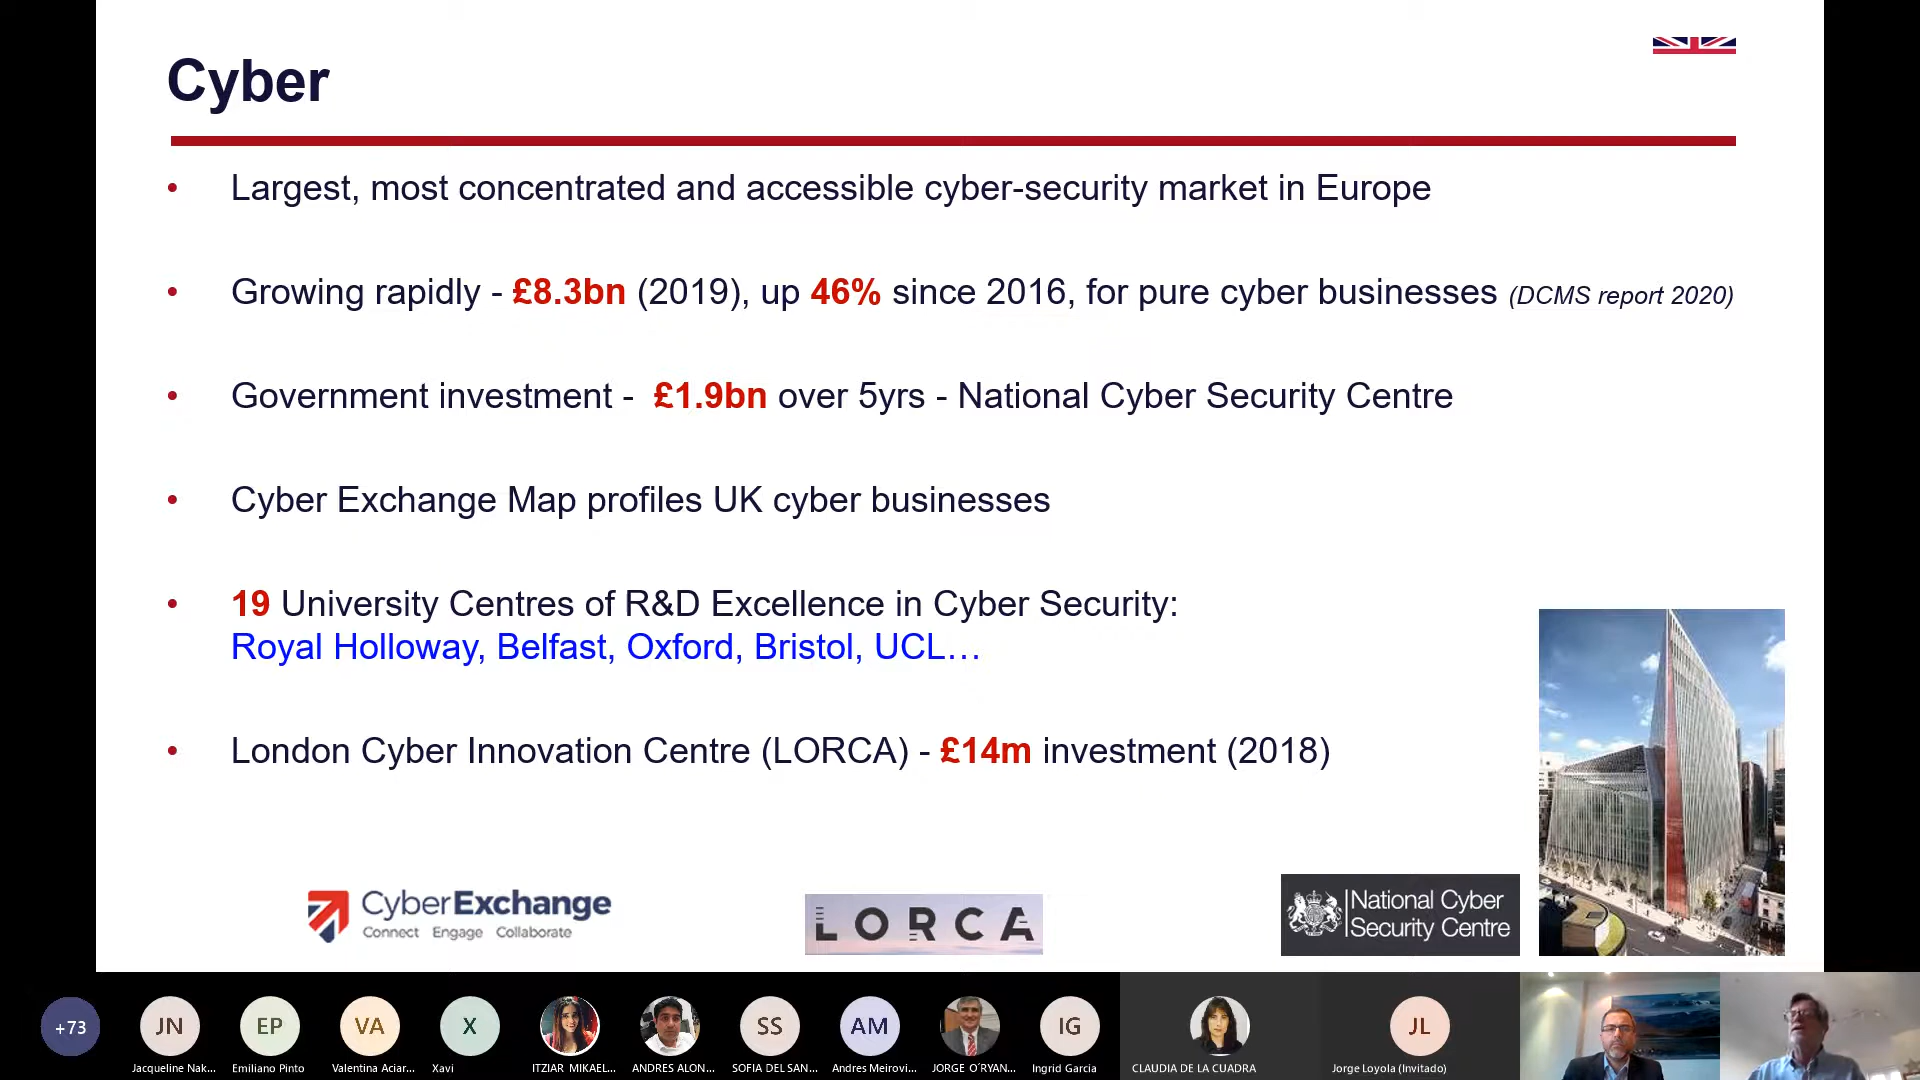 Cyber
• Largest, most concentrated and accessible cyber-security market in Europe
• Growing rapidly - £8.3bn (2019), up 46% since 2016, for pure cyber businesses (DCMS report 2020)
• Government investment -  £1.9bn over 5yrs - National Cyber Security Centre
• Cyber Exchange Map profiles UK cyber businesses
• 19 University Centres of R&D Excellence in Cyber Security:
Royal Holloway, Belfast, Oxford, Bristol, UCL…
• London Cyber Innovation Centre (LORCA) - £14m investment (2018)
CyberExchange
Connect Engage Collaborate
LORCA
National Cyber
Security Centre
+73
JN
EP
VA
X
SS
AM
IG
JL
Jacqueline Nak...
Emiliano Pinto
Valentina Aciar...
Xavi
ITZIAR MIKAEL...
ANDRES ALON...
SOFIA DEL SAN...
Andres Meirovi...
JORGE O´RYAN...
Ingrid Garcia
CLAUDIA DE LA CUADRA
Jorge Loyola (Invitado)